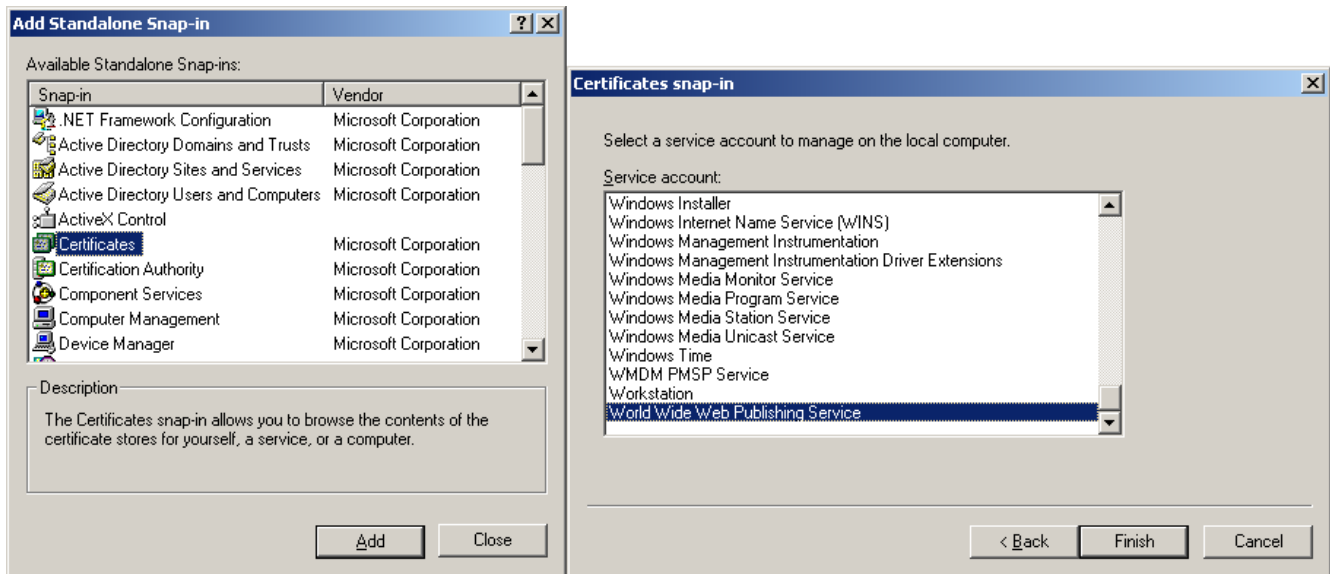 Add Standalone Snap-in
Available Standalone Snap-ins:
Snap-in Vendor
.NET Framework Configuration Microsoft Corporation
Active Directory Domains and Trusts Microsoft Corporation
Active Directory Sites and Services Microsoft Corporation
Active Directory Users and Computers Microsoft Corporation
ActiveX Control
Certificates Microsoft Corporation
Certification Authority Microsoft Corporation
Component Services Microsoft Corporation
Computer Management Microsoft Corporation
Device Manager Microsoft Corporation
Description
The Certificates snap-in allows you to browse the contents of the
certificate stores for yourself, a service, or a computer.
Add Close
Certificates snap-in
Select a service account to manage on the local computer.
Service account:
Windows Installer
Windows Internet Name Service (WINS)
Windows Management Instrumentation
Windows Management Instrumentation Driver Extensions
Windows Media Monitor Service
Windows Media Program Service
Windows Media Station Service
Windows Media Unicast Service
Windows Time
WMDM PMSP Service
Workstation
World Wide Web Publishing Service
< Back Finish Cancel